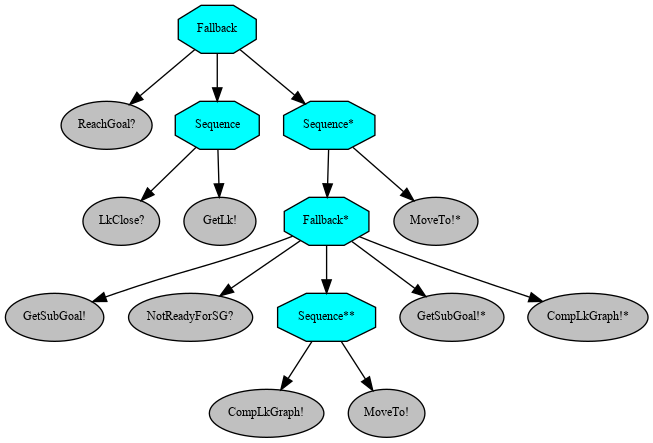 Fallback
ReachGoal?
Sequence
Sequence*
LkClose?
GetLk!
Fallback*
MoveTo!*
GetSubGoal!
NotReadyForSG?
Sequence**
GetSubGoal!*
CompLkGraph!*
CompLkGraph!
MoveTo!